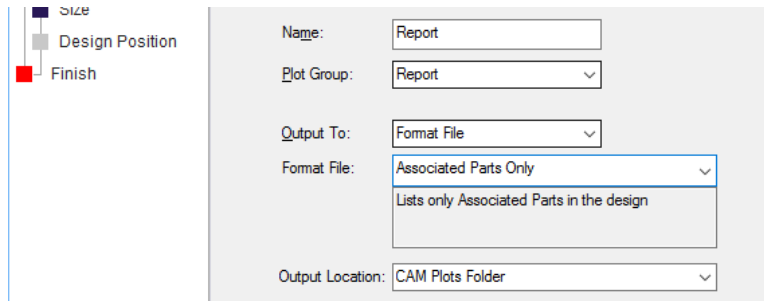 Size
Design Position
Finish
Name: Report
Plot Group: Report
Output To: Format File
Format File: Associated Parts Only
Lists only Associated Parts in the design
Output Location: CAM Plots Folder